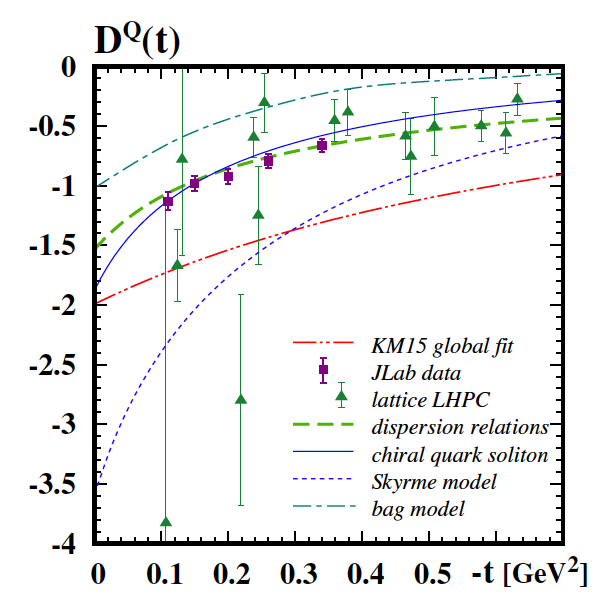 D^Q(t)
0
-0.5
-1
-1.5
-2
-2.5
-3
-3.5
-4
KM15 global fit
JLab data
lattice LHPC
dispersion relations
chiral quark soliton
Skyrme model
bag model
0 0.1 0.2 0.3 0.4 0.5 -t [GeV²]